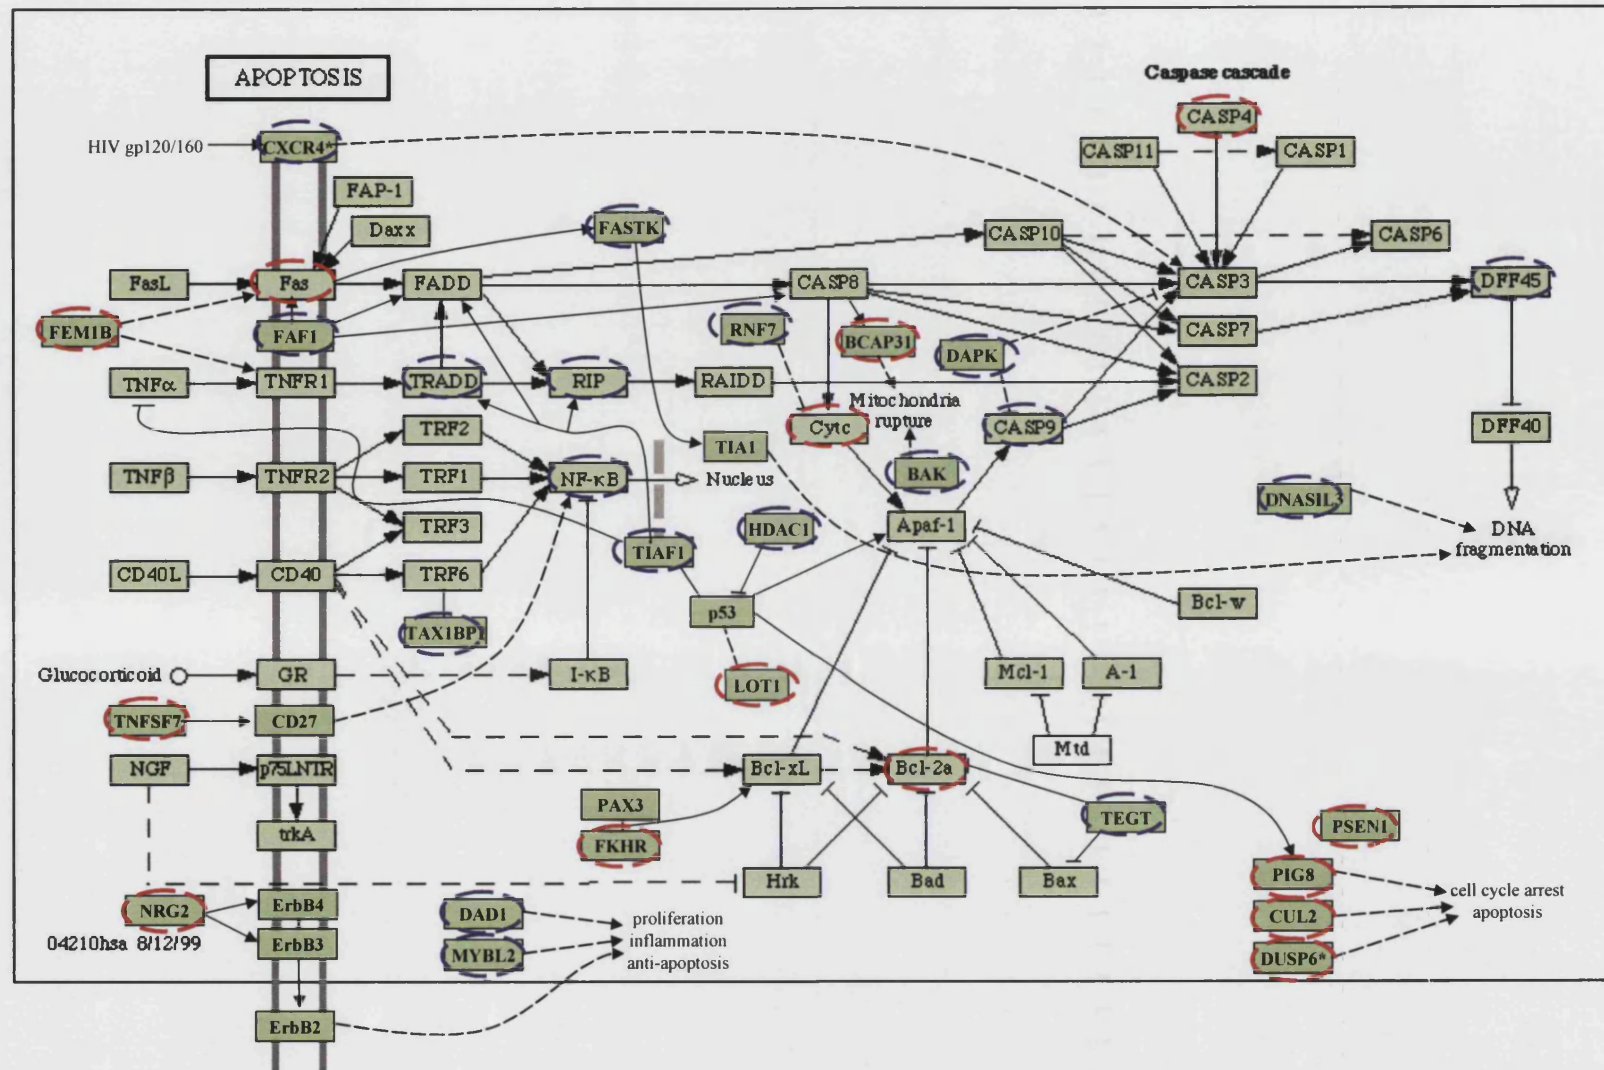 APOPTOSIS
Caspase cascade
CASP4
HIV gp120/160
CXCR4*
CASP11
CASP1
FAP-1
Daxx
FASTK
CASP10
CASP6
FasL
Fas
FADD
CASP8
CASP3
DFF45
FEM1B
FAF1
RNF7
BCAP31
DAPK
CASP7
TNFα
TNFR1
TRADD
RIP
RAIDD
CASP2
Mitochondria
rupture
TRF2
Cytc
CASP9
DFF40
TIA1
TNFβ
TNFR2
TRF1
NF-κB
Nucleus
BAK
DNASIL3
TRF3
HDAC1
Apaf-1
DNA
fragmentation
TIAF1
CD40L
CD40
TRF6
p53
Bcl-w
TAX1BP1
Glucocorticoid
GR
I-κB
LOT1
Mcl-1
A-1
TNFSF7
CD27
Mtd
NGF
p75LNTR
Bcl-xL
Bcl-2a
PAX3
TEGT
trkA
FKHR
PSEN1
Hrk
Bad
Bax
PIG8
cell cycle arrest
apoptosis
NRG2
ErbB4
DAD1
proliferation
inflammation
anti-apoptosis
CUL2
04210hsa 8/12/99
ErbB3
MYBL2
DUSP6*
ErbB2